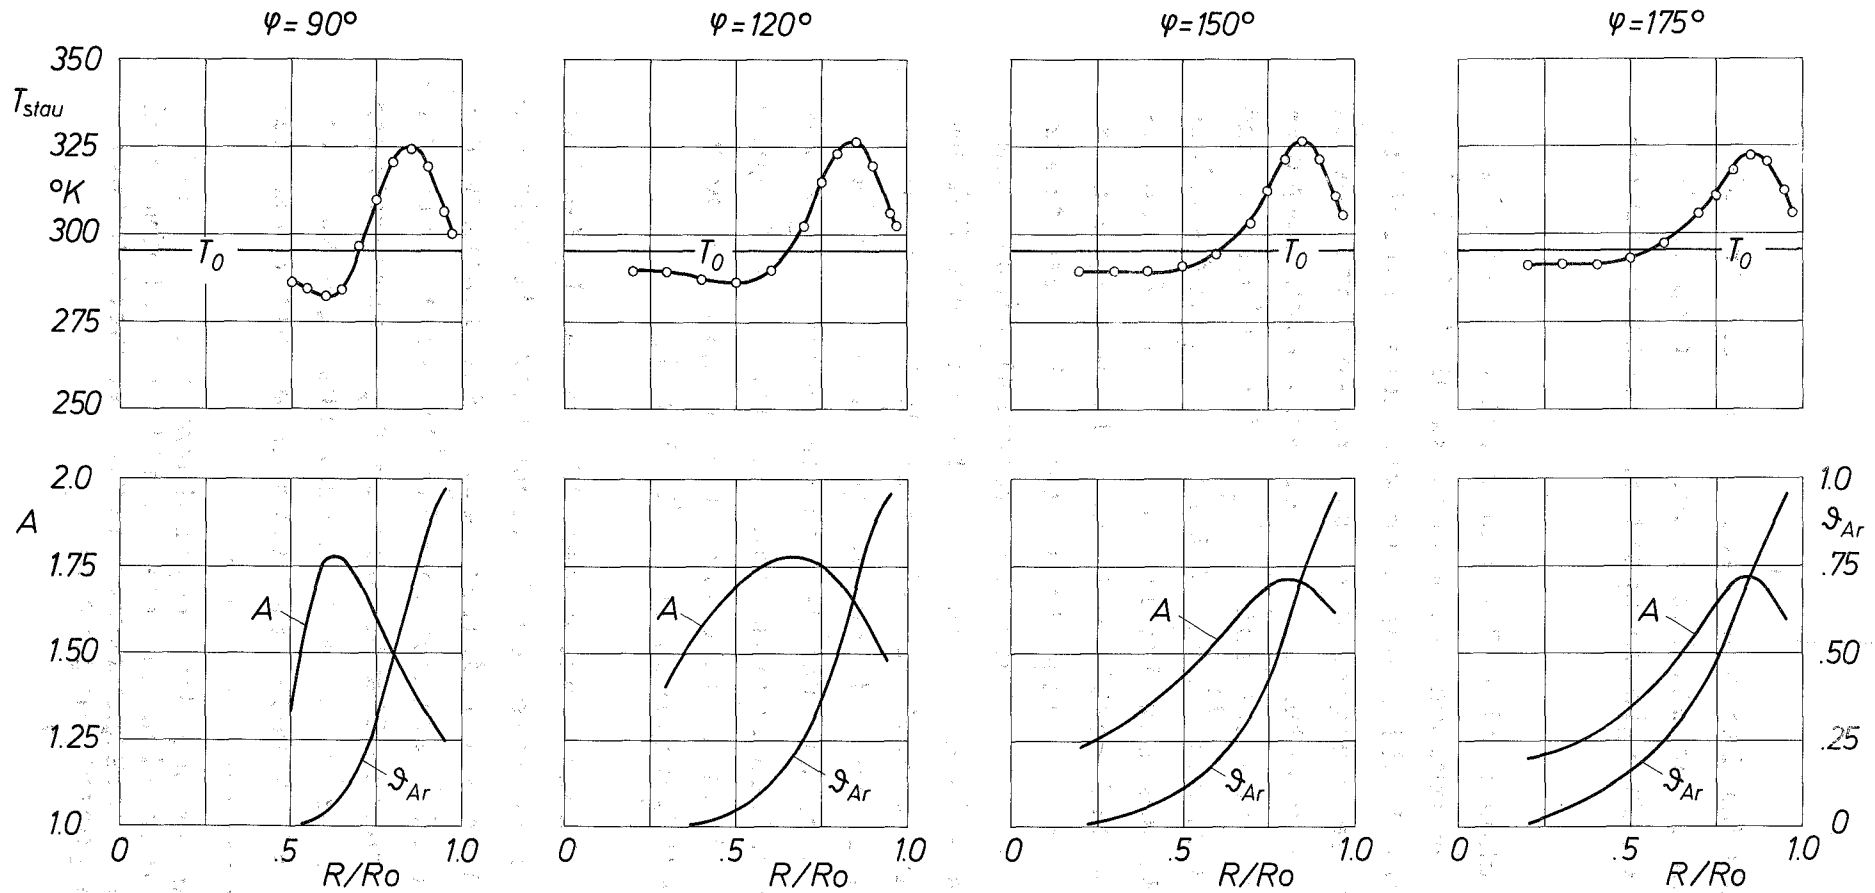 φ = 90° φ = 120° φ = 150° φ = 175°
350
T_stau
325
°K
300
T_0 T_0 T_0 T_0
275
250
2.0 1.0
A ϑ_Ar
1.75 .75
A A A A
1.50 .50
1.25 .25
ϑ_Ar ϑ_Ar ϑ_Ar ϑ_Ar
1.0 0
0 .5 1.0 0 .5 1.0 0 .5 1.0 0 .5 1.0
R/Ro R/Ro R/Ro R/Ro